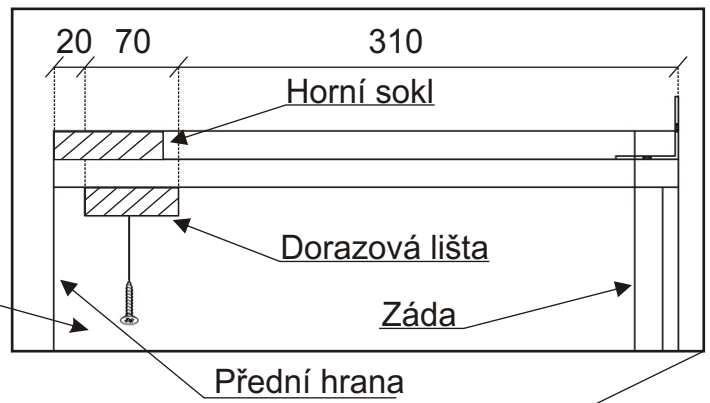 20 70 310
Horní sokl
Dorazová lišta
Záda
Přední hrana